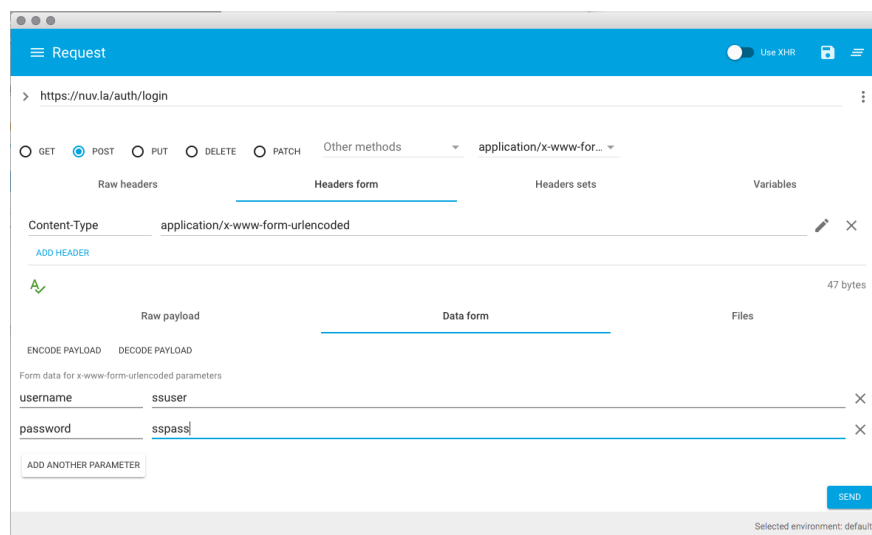 Request
Use XHR
https://nuv.la/auth/login
GET POST PUT DELETE PATCH Other methods application/x-www-for...
Raw headers Headers form Headers sets Variables
Content-Type application/x-www-form-urlencoded
ADD HEADER
47 bytes
Raw payload Data form Files
ENCODE PAYLOAD DECODE PAYLOAD
Form data for x-www-form-urlencoded parameters
username ssuser
password sspass
ADD ANOTHER PARAMETER
SEND
Selected environment: default